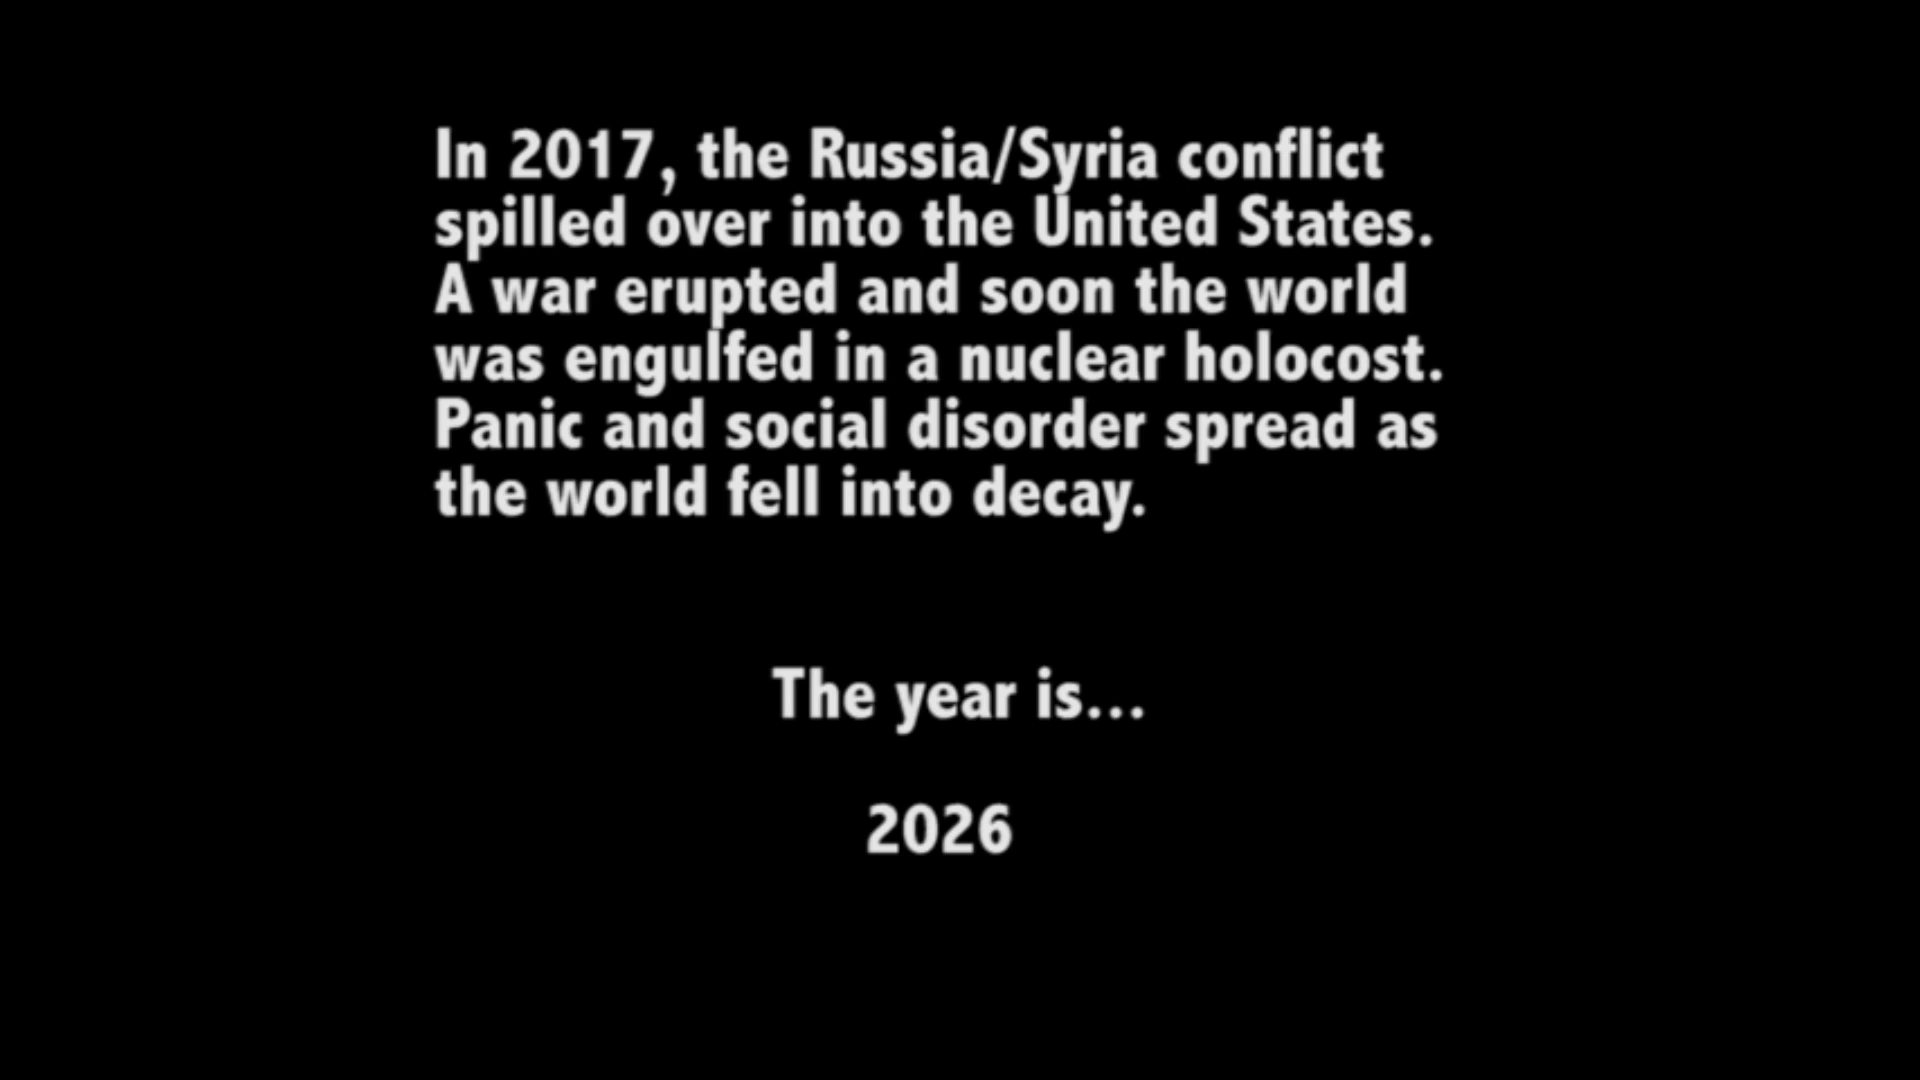 In 2017, the Russia/Syria conflict
spilled over into the United States.
A war erupted and soon the world
was engulfed in a nuclear holocost.
Panic and social disorder spread as
the world fell into decay.
The year is...
2026